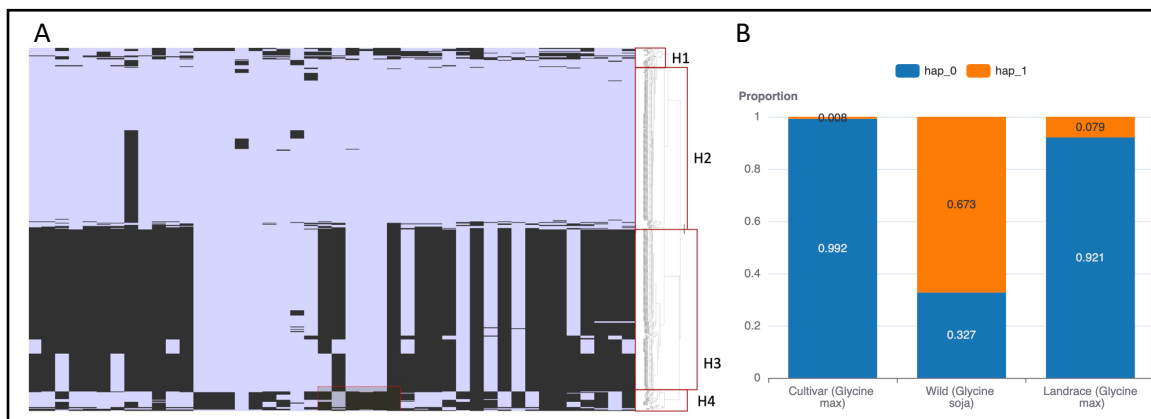 A
H1
H2
H3
H4
B
hap_0 hap_1
Proportion
1
0.8
0.6
0.4
0.2
0
0.008
0.992
0.673
0.327
0.079
0.921
Cultivar (Glycine
max)
Wild (Glycine
soja)
Landrace (Glycine
max)